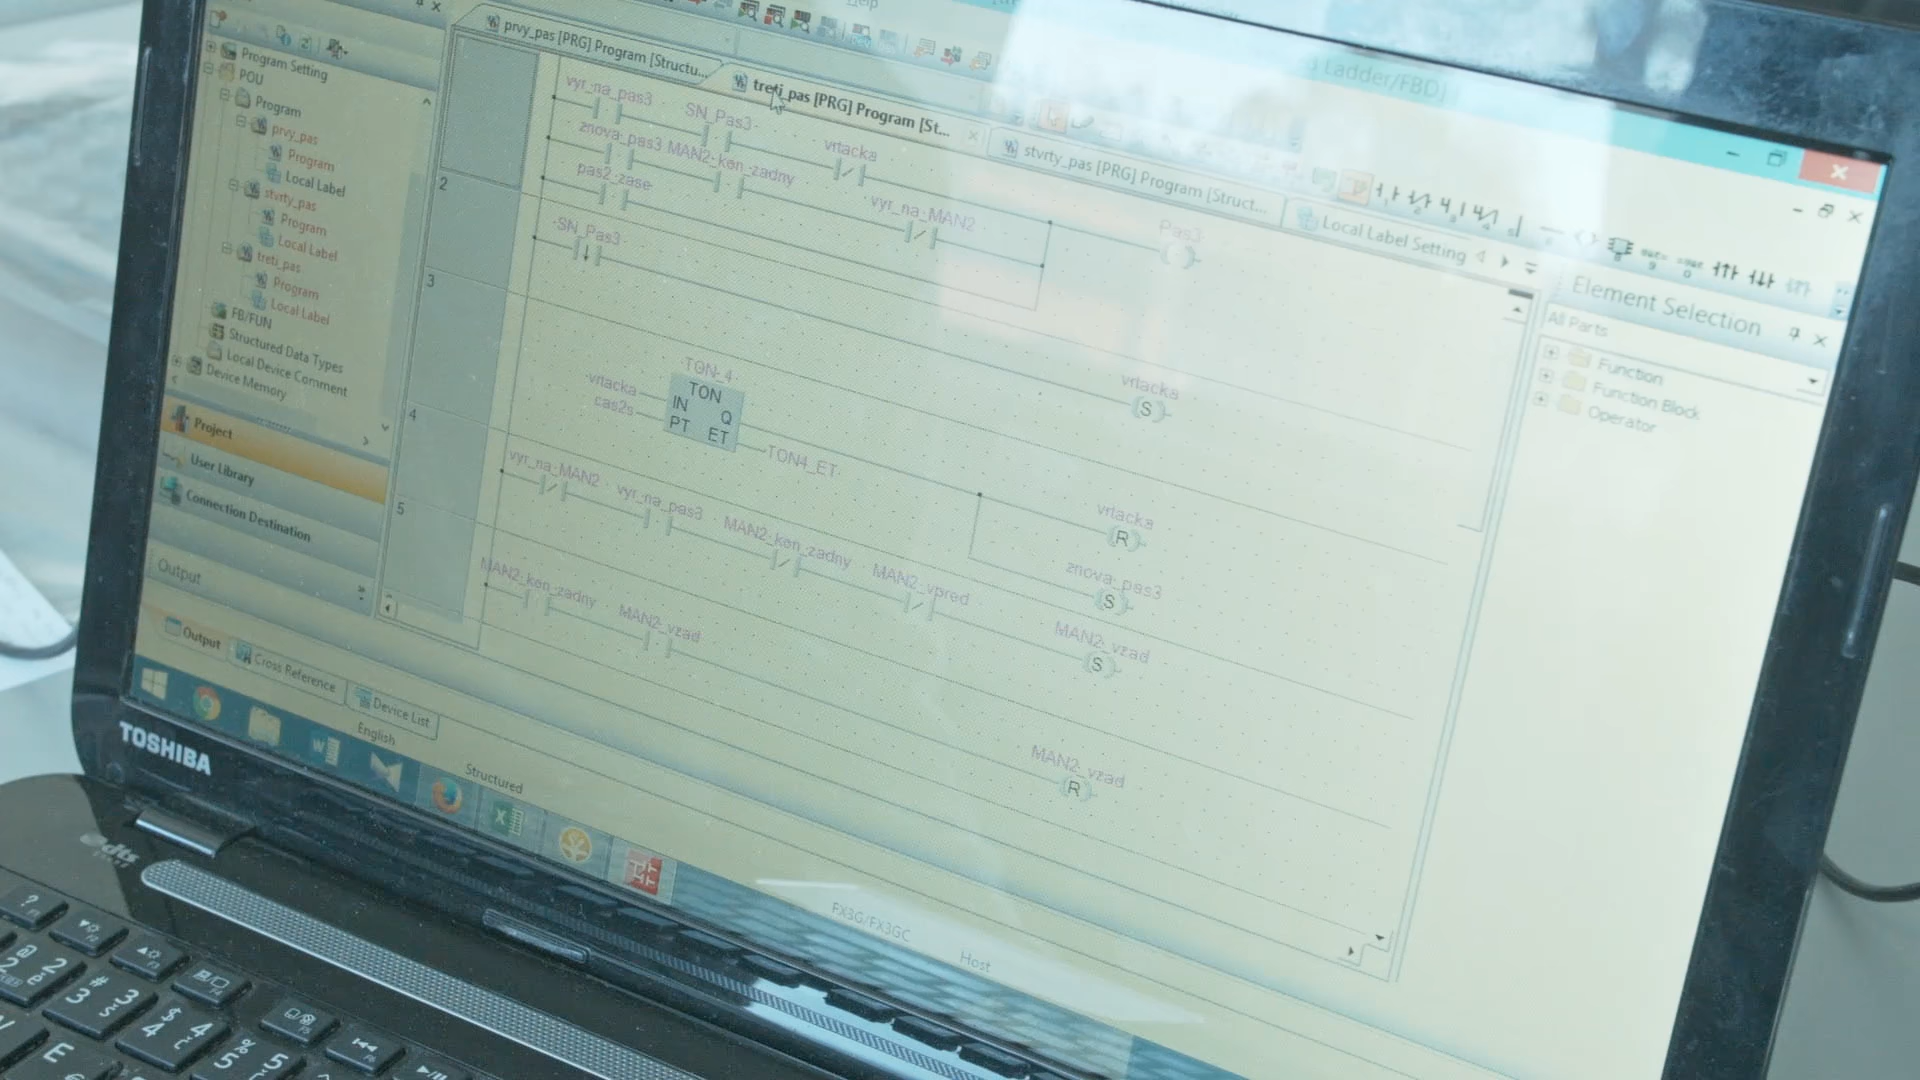 Program Setting
POU
Program
prvy_pas
Program
Local Label
stvrty_pas
Program
Local Label
treti_pas
Program
Local Label
FB/FUN
Structured Data Types
Local Device Comment
Device Memory
Project
User Library
Connection Destination
Output
Output
Cross Reference
Device List
English
Structured
FX3G/FX3GC
Host
prvy_pas [PRG] Program [Structu...
treti_pas [PRG] Program [St...
stvrty_pas [PRG] Program [Struct...
Local Label Setting
Ladder/FBD]
vyr_na_pas3
SN_Pas3
vrtacka
Pas3
znova_pas3
MAN2_kon_zadny
pas2_zase
vyr_na_MAN2
2
SN_Pas3
vrtacka
S
3
TON_4
TON
vrtacka
IN
Q
cas2s
PT
ET
TON4_ET
vrtacka
R
znova_pas3
S
4
vyr_na_MAN2
vyr_na_pas3
MAN2_kon_zadny
MAN2_vpred
MAN2_vzad
S
5
MAN2_kon_zadny
MAN2_vzad
MAN2_vzad
R
Element Selection
All Parts
Function
Function Block
Operator
TOSHIBA
dts
?
2
@
3
4
$
5
%
E